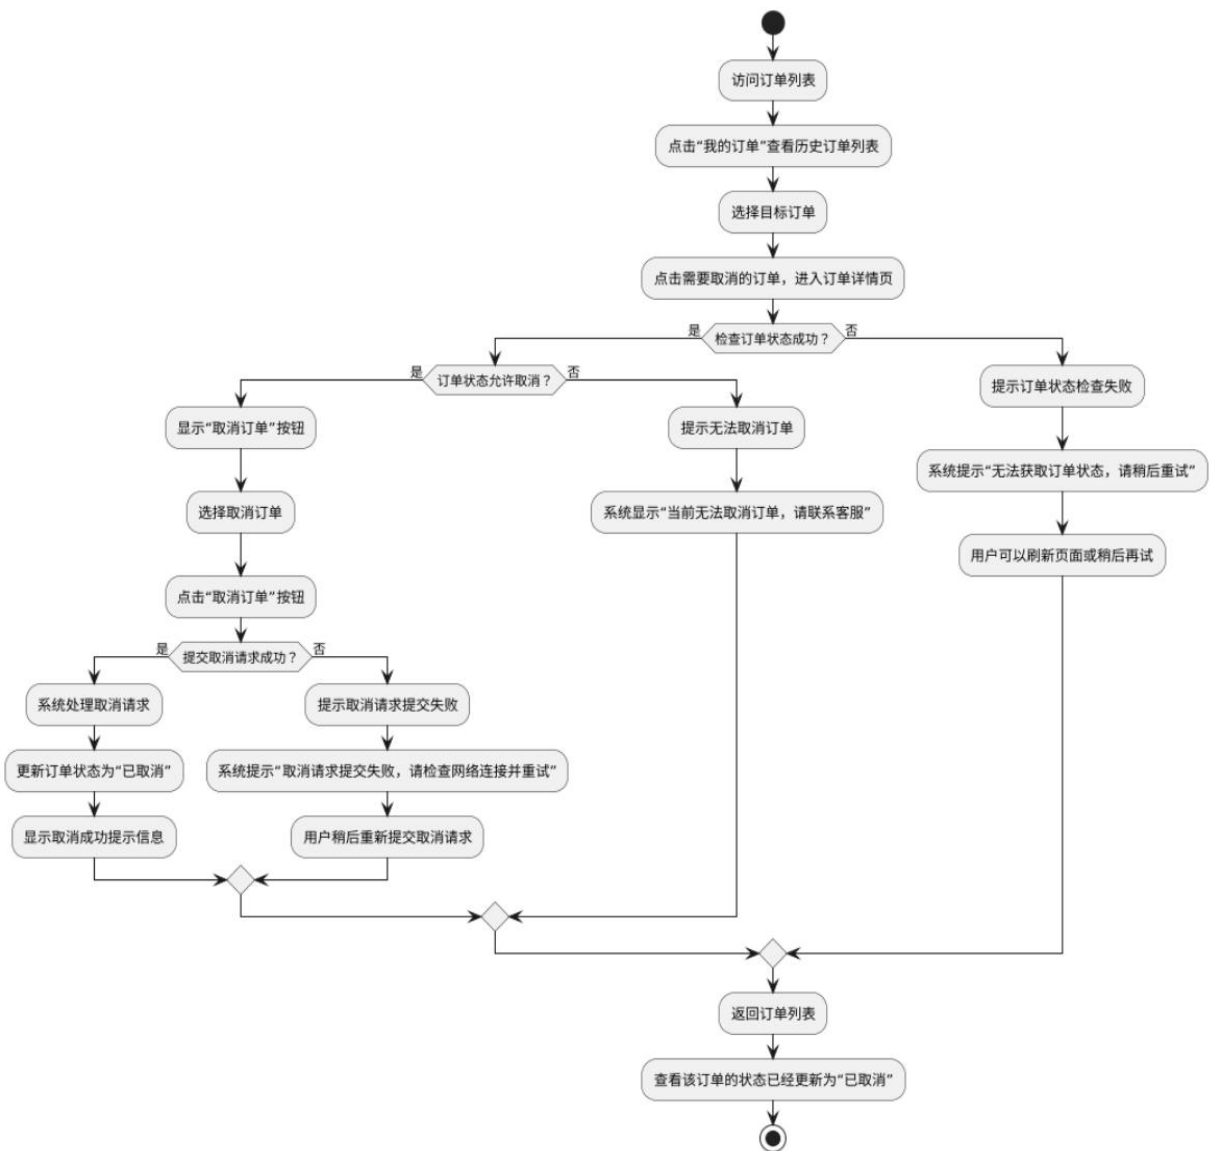 访问订单列表
点击“我的订单”查看历史订单列表
选择目标订单
点击需要取消的订单，进入订单详情页
是
检查订单状态成功？
否
是
订单状态允许取消？
否
提示订单状态检查失败
显示“取消订单”按钮
提示无法取消订单
系统提示“无法获取订单状态，请稍后重试”
选择取消订单
系统显示“当前无法取消订单，请联系客服”
用户可以刷新页面或稍后再试
点击“取消订单”按钮
是
提交取消请求成功？
否
系统处理取消请求
提示取消请求提交失败
更新订单状态为“已取消”
系统提示“取消请求提交失败，请检查网络连接并重试”
显示取消成功提示信息
用户稍后重新提交取消请求
返回订单列表
查看该订单的状态已经更新为“已取消”